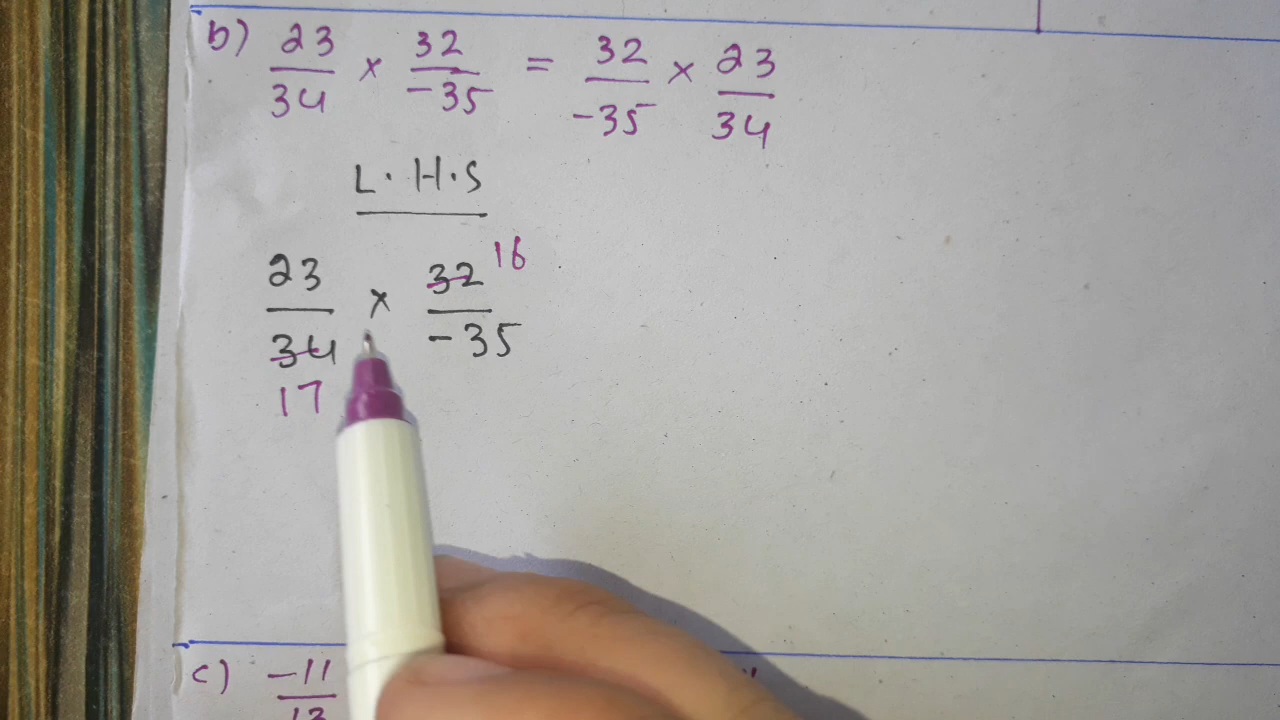 b) 23/34 × 32/-35 = 32/-35 × 23/34
L.H.S
23/34 × 32/-35
16
17
c) -11